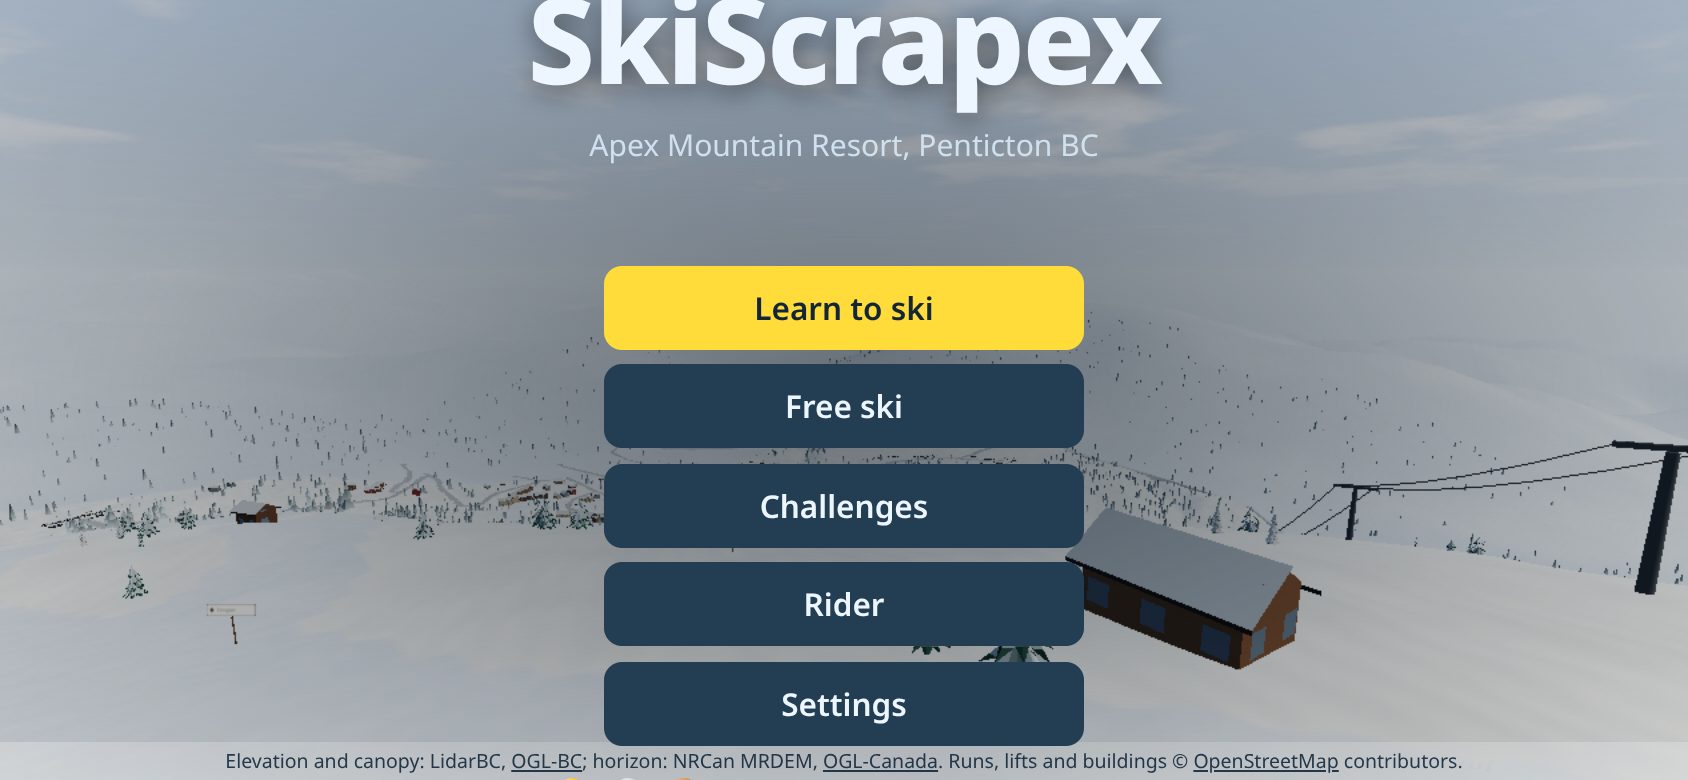 SkiScrapex
Apex Mountain Resort, Penticton BC
Learn to ski
Free ski
Challenges
Rider
Settings
Elevation and canopy: LidarBC, OGL-BC; horizon: NRCan MRDEM, OGL-Canada. Runs, lifts and buildings © OpenStreetMap contributors.